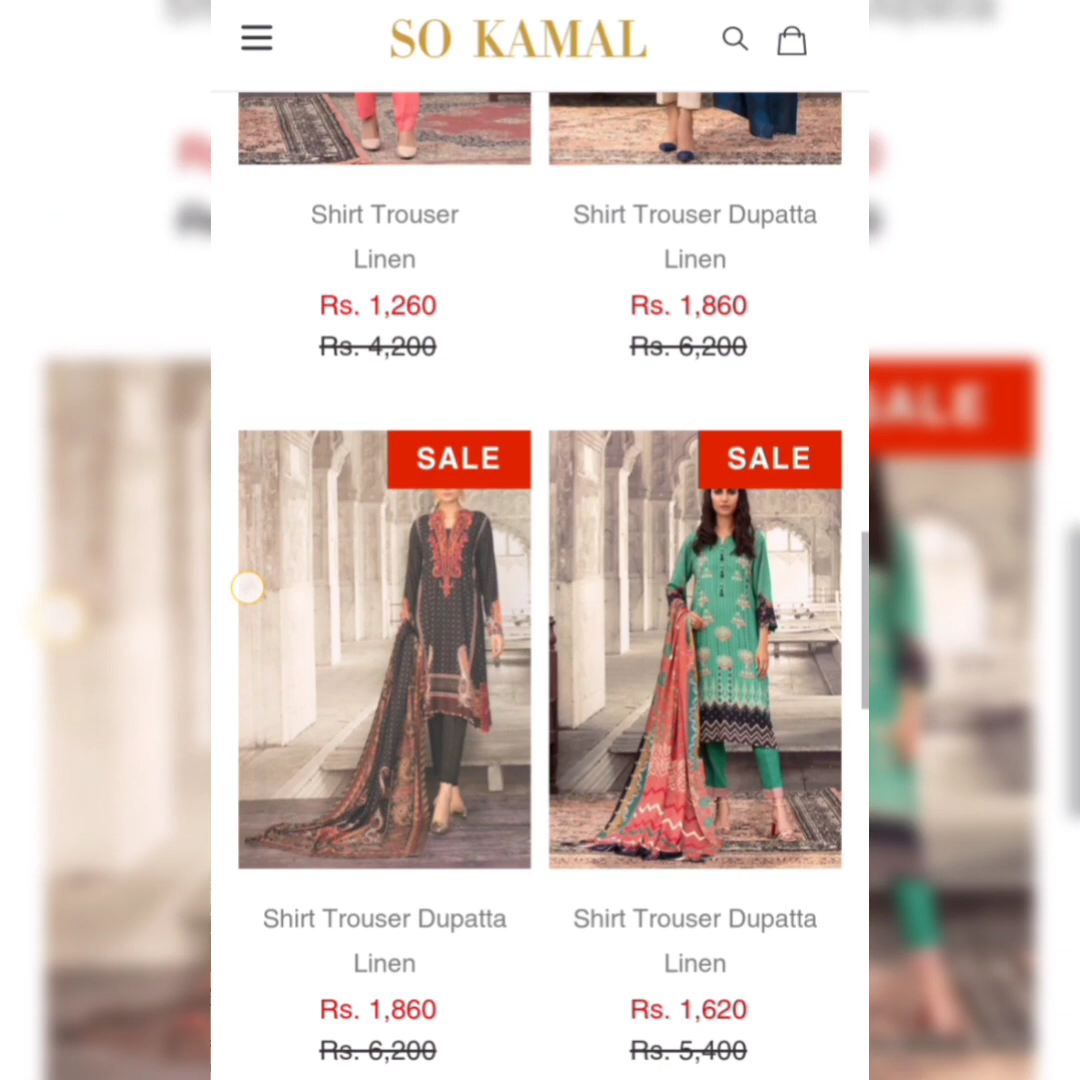 SO KAMAL
Shirt Trouser
Linen
Rs. 1,260
Rs. 4,200
Shirt Trouser Dupatta
Linen
Rs. 1,860
Rs. 6,200
SALE
SALE
Shirt Trouser Dupatta
Linen
Rs. 1,860
Rs. 6,200
Shirt Trouser Dupatta
Linen
Rs. 1,620
Rs. 5,400